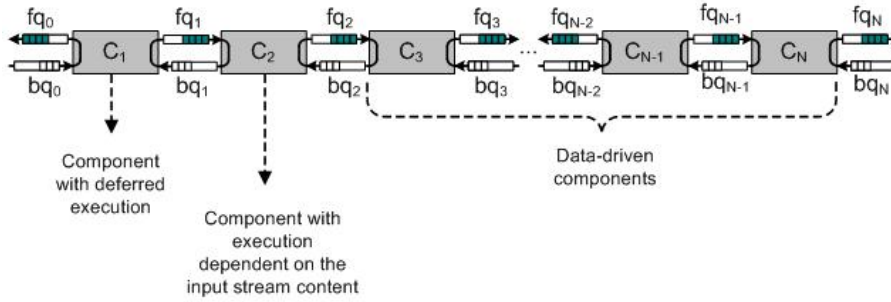 fq0 fq1 fq2 fq3 fqN-2 fqN-1 fqN
C1 C2 C3 ... CN-1 CN
bq0 bq1 bq2 bq3 bqN-2 bqN-1 bqN
Component
with deferred
execution
Data-driven
components
Component with
execution
dependent on the
input stream content